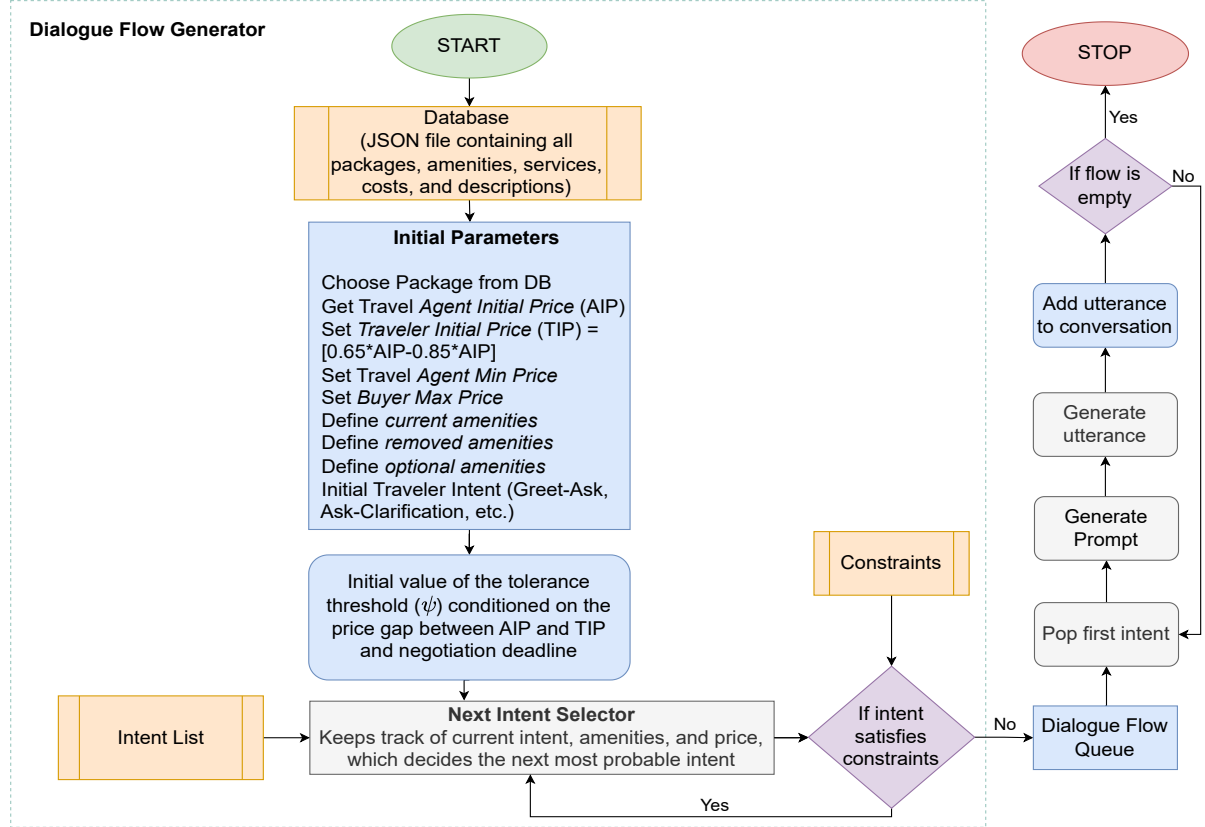 Dialogue Flow Generator
START
Database
(JSON file containing all
packages, amenities, services,
costs, and descriptions)
Initial Parameters
Choose Package from DB
Get Travel Agent Initial Price (AIP)
Set Traveler Initial Price (TIP) =
[0.65*AIP-0.85*AIP]
Set Travel Agent Min Price
Set Buyer Max Price
Define current amenities
Define removed amenities
Define optional amenities
Initial Traveler Intent (Greet-Ask,
Ask-Clarification, etc.)
Initial value of the tolerance
threshold (ψ) conditioned on the
price gap between AIP and TIP
and negotiation deadline
Intent List
Next Intent Selector
Keeps track of current intent, amenities, and price,
which decides the next most probable intent
Constraints
If intent
satisfies
constraints
Yes
No
Dialogue Flow
Queue
Pop first intent
Generate
Prompt
Generate
utterance
Add utterance
to conversation
If flow is
empty
No
Yes
STOP